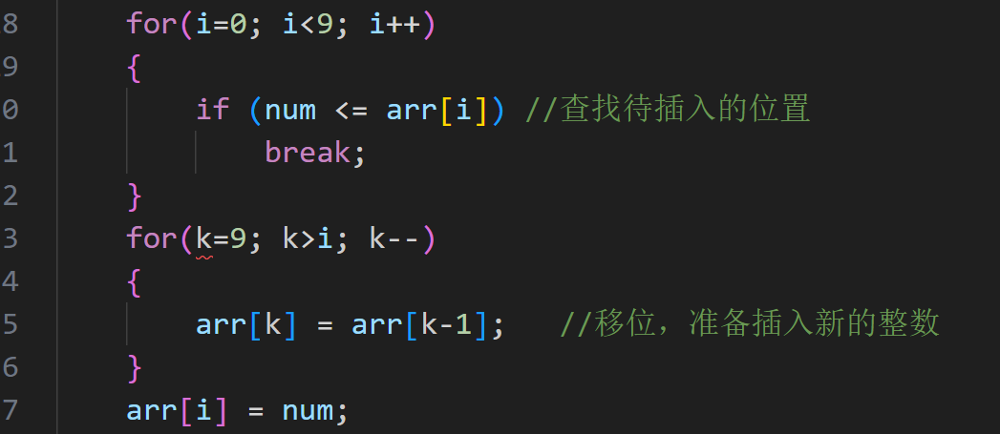 8 for(i=0; i<9; i++)
9 {
0 if (num <= arr[i]) //查找待插入的位置
1 break;
2 }
3 for(k=9; k>i; k--)
4 {
5 arr[k] = arr[k-1]; //移位，准备插入新的整数
6 }
7 arr[i] = num;